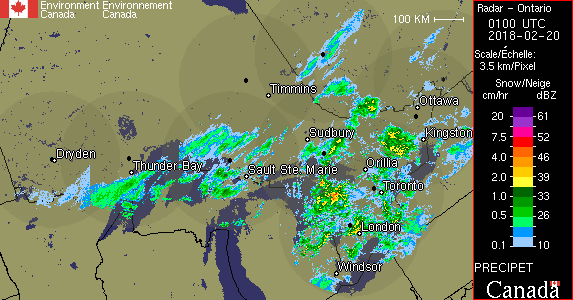 Environment Environnement
Canada Canada
100 KM
Radar - Ontario
0100 UTC
2018-02-20
Scale/Échelle:
3.5 km/Pixel
Snow/Neige
cm/hr dBZ
20 61
7.5 52
4.0 46
2.0 39
1.0 33
0.5 26
0.1 10
PRECIPET
Canada
Timmins
Ottawa
Sudbury
Kingston
Dryden
Thunder Bay
Sault Ste. Marie
Orillia
Toronto
London
Windsor